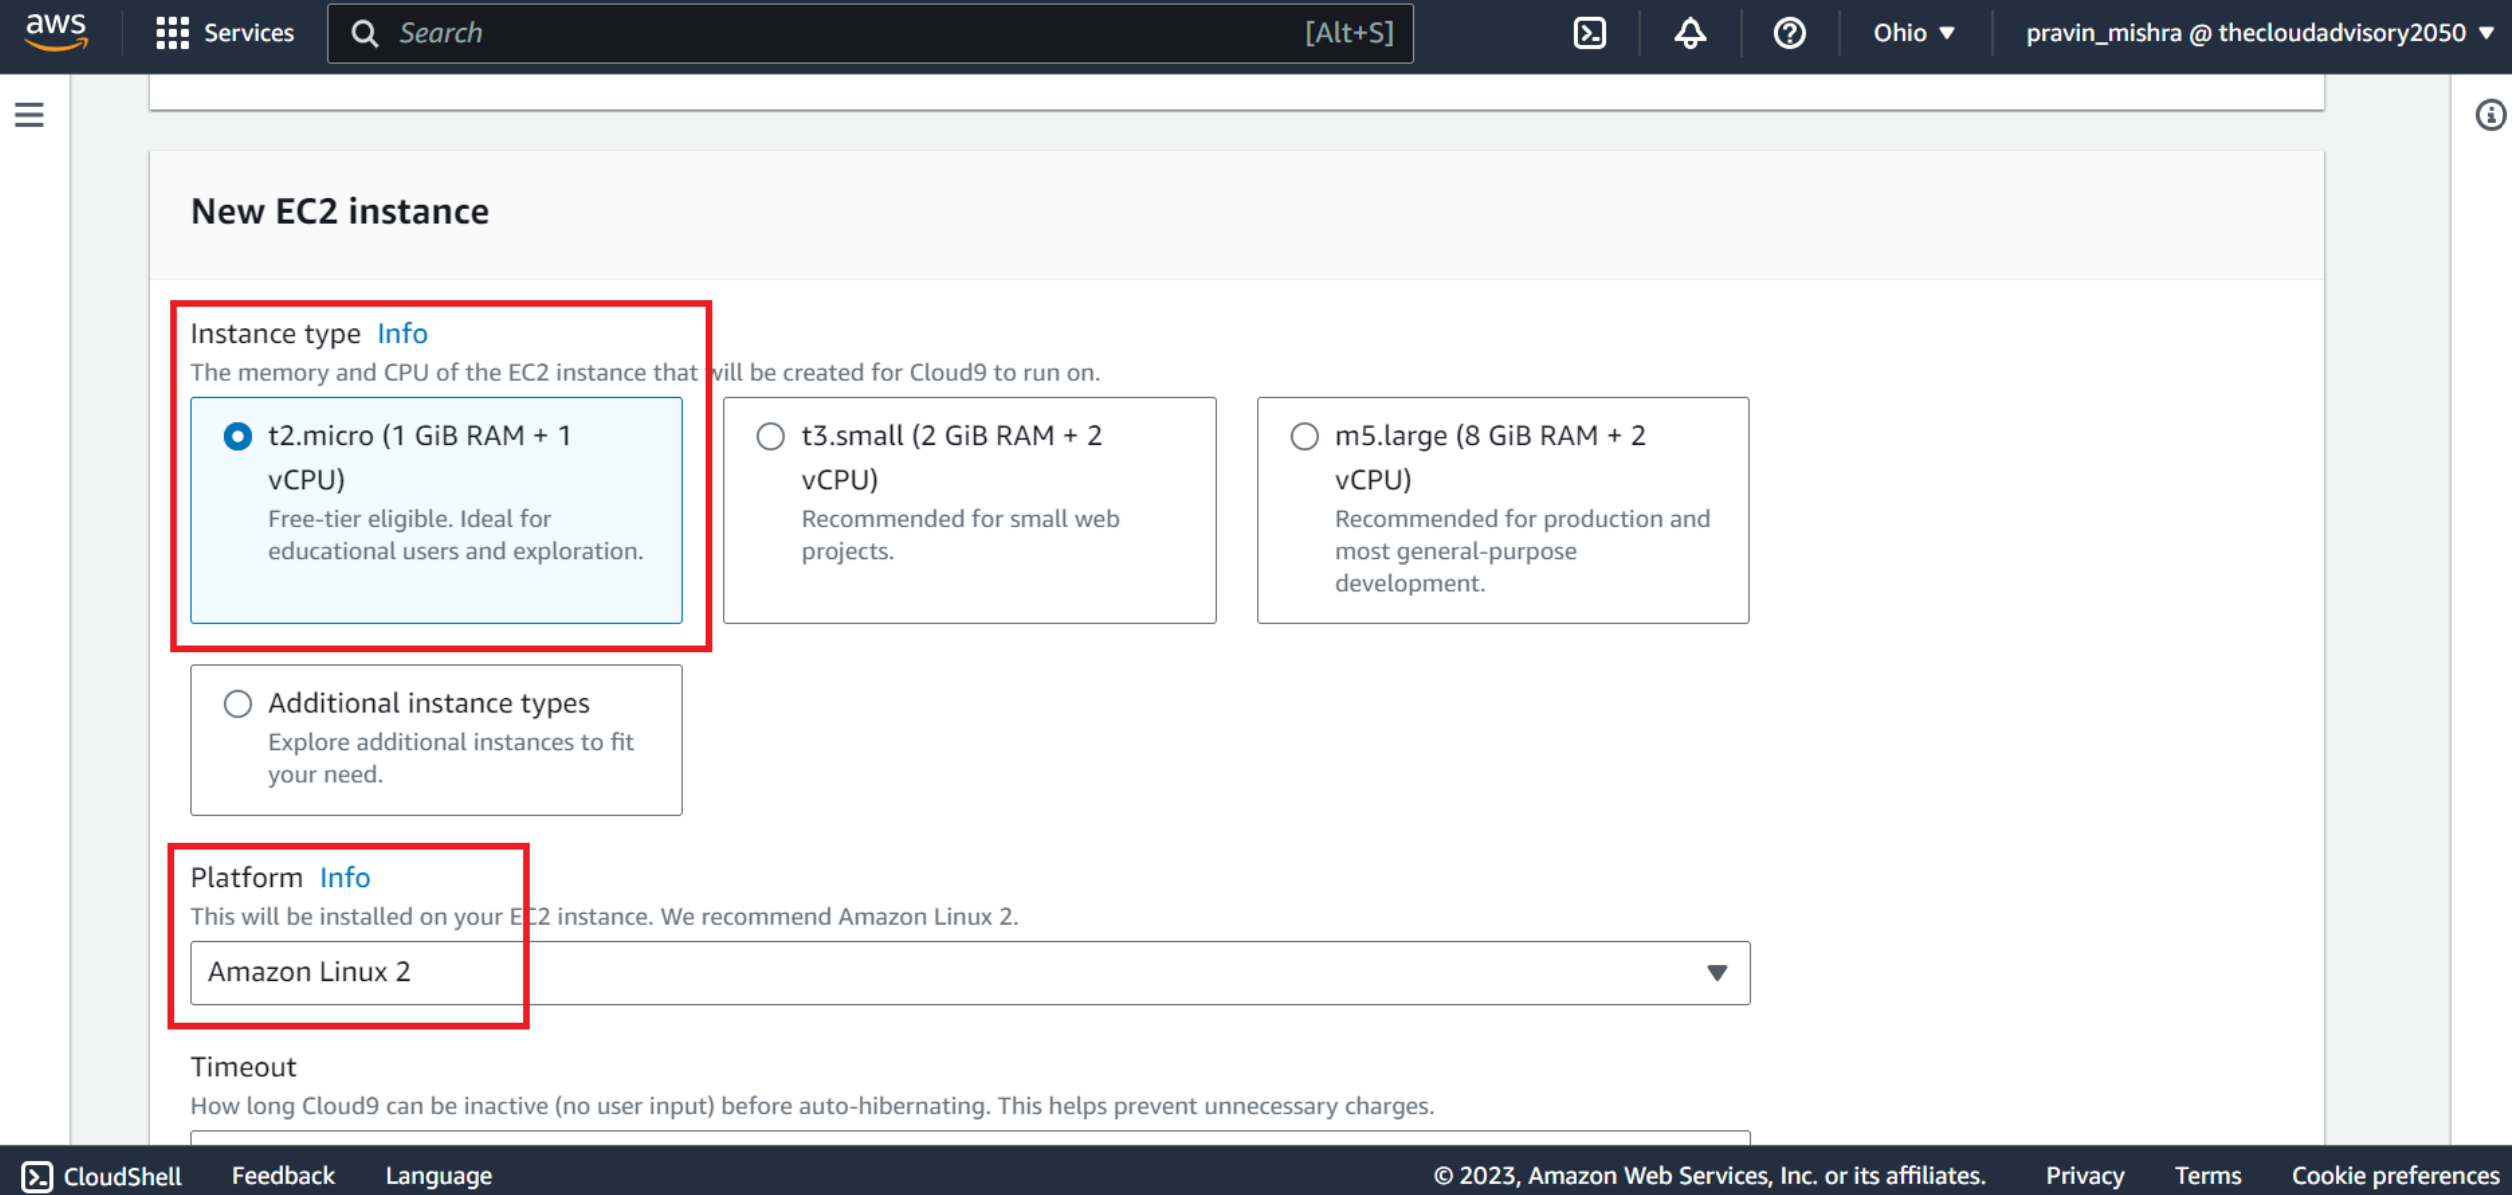 aws Services Search [Alt+S] Ohio pravin_mishra @ thecloudadvisory2050
New EC2 instance
Instance type Info
The memory and CPU of the EC2 instance that will be created for Cloud9 to run on.
t2.micro (1 GiB RAM + 1
vCPU)
Free-tier eligible. Ideal for
educational users and exploration.
t3.small (2 GiB RAM + 2
vCPU)
Recommended for small web
projects.
m5.large (8 GiB RAM + 2
vCPU)
Recommended for production and
most general-purpose
development.
Additional instance types
Explore additional instances to fit
your need.
Platform Info
This will be installed on your EC2 instance. We recommend Amazon Linux 2.
Amazon Linux 2
Timeout
How long Cloud9 can be inactive (no user input) before auto-hibernating. This helps prevent unnecessary charges.
CloudShell Feedback Language © 2023, Amazon Web Services, Inc. or its affiliates. Privacy Terms Cookie preferences